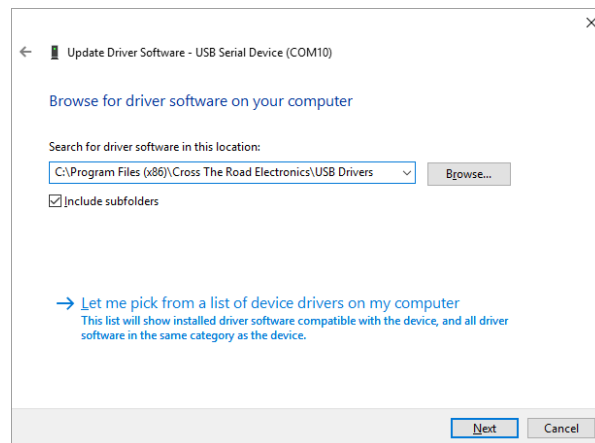 Update Driver Software - USB Serial Device (COM10)
Browse for driver software on your computer
Search for driver software in this location:
C:\Program Files (x86)\Cross The Road Electronics\USB Drivers
Browse...
Include subfolders
Let me pick from a list of device drivers on my computer
This list will show installed driver software compatible with the device, and all driver
software in the same category as the device.
Next Cancel